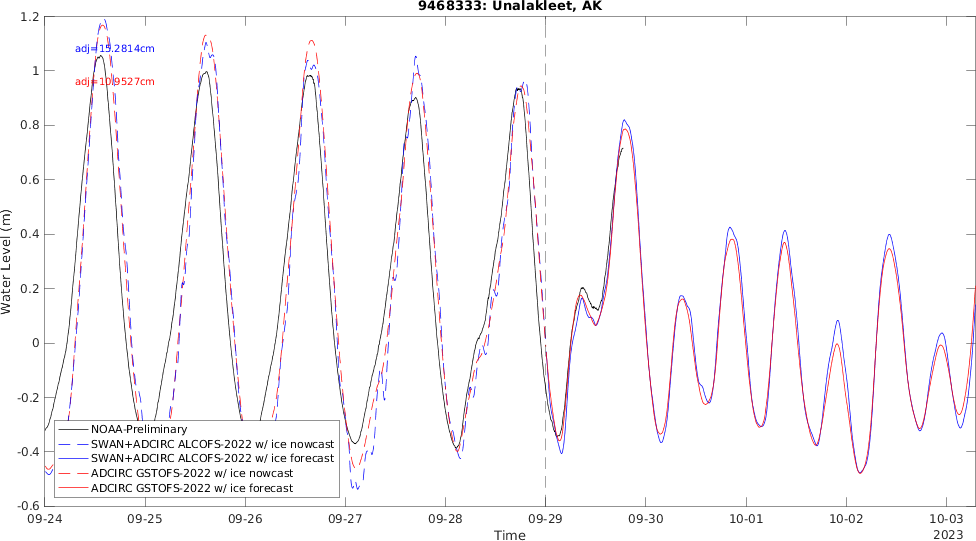 9468333: Unalakleet, AK
1.2
1
0.8
0.6
0.4
0.2
0
-0.2
-0.4
-0.6
Water Level (m)
adj=15.2814cm
adj=10.9527cm
NOAA-Preliminary
SWAN+ADCIRC ALCOFS-2022 w/ ice nowcast
SWAN+ADCIRC ALCOFS-2022 w/ ice forecast
ADCIRC GSTOFS-2022 w/ ice nowcast
ADCIRC GSTOFS-2022 w/ ice forecast
09-24 09-25 09-26 09-27 09-28 09-29 09-30 10-01 10-02 10-03
Time
2023